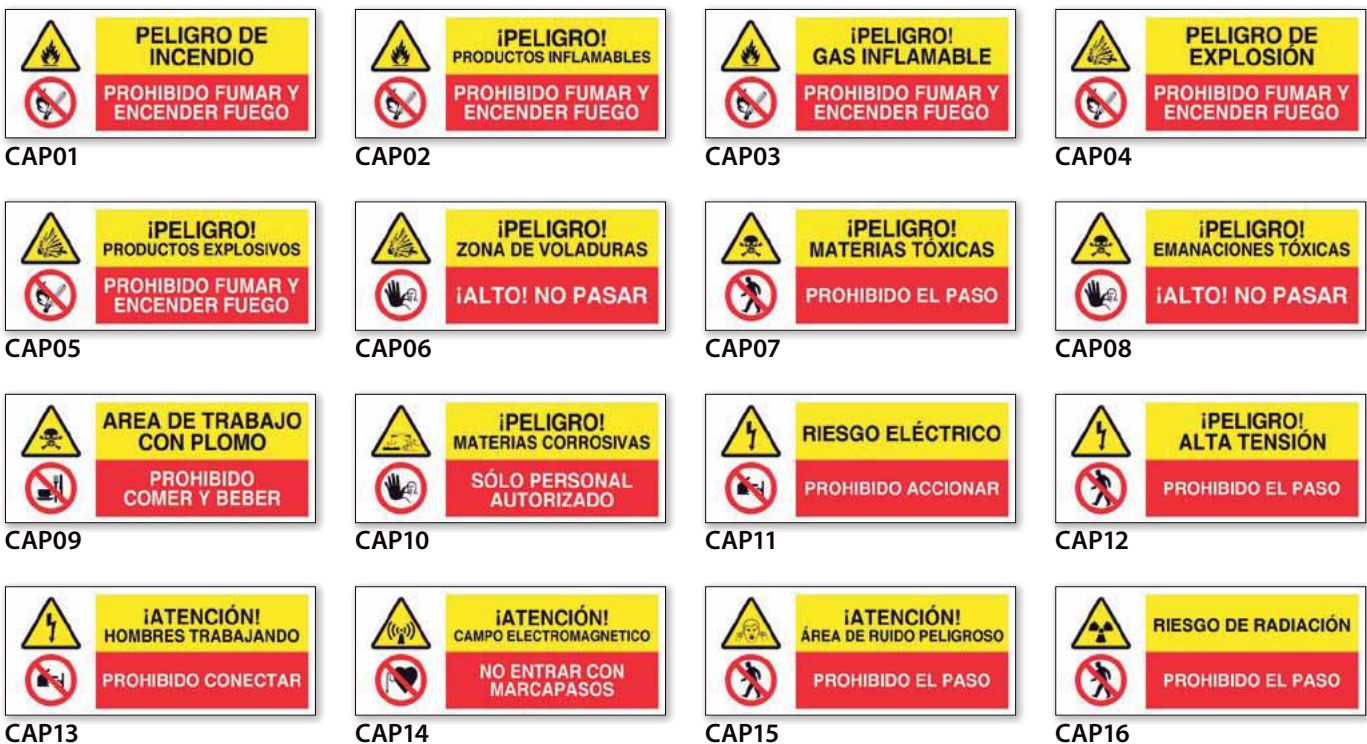 PELIGRO DE
INCENDIO
PROHIBIDO FUMAR Y
ENCENDER FUEGO
CAP01
¡PELIGRO!
PRODUCTOS INFLAMABLES
PROHIBIDO FUMAR Y
ENCENDER FUEGO
CAP02
¡PELIGRO!
GAS INFLAMABLE
PROHIBIDO FUMAR Y
ENCENDER FUEGO
CAP03
PELIGRO DE
EXPLOSIÓN
PROHIBIDO FUMAR Y
ENCENDER FUEGO
CAP04
¡PELIGRO!
PRODUCTOS EXPLOSIVOS
PROHIBIDO FUMAR Y
ENCENDER FUEGO
CAP05
¡PELIGRO!
ZONA DE VOLADURAS
¡ALTO! NO PASAR
CAP06
¡PELIGRO!
MATERIAS TÓXICAS
PROHIBIDO EL PASO
CAP07
¡PELIGRO!
EMANACIONES TÓXICAS
¡ALTO! NO PASAR
CAP08
AREA DE TRABAJO
CON PLOMO
PROHIBIDO
COMER Y BEBER
CAP09
¡PELIGRO!
MATERIAS CORROSIVAS
SÓLO PERSONAL
AUTORIZADO
CAP10
RIESGO ELÉCTRICO
PROHIBIDO ACCIONAR
CAP11
¡PELIGRO!
ALTA TENSIÓN
PROHIBIDO EL PASO
CAP12
¡ATENCIÓN!
HOMBRES TRABAJANDO
PROHIBIDO CONECTAR
CAP13
¡ATENCIÓN!
CAMPO ELECTROMAGNETICO
NO ENTRAR CON
MARCAPASOS
CAP14
¡ATENCIÓN!
ÁREA DE RUIDO PELIGROSO
PROHIBIDO EL PASO
CAP15
RIESGO DE RADIACIÓN
PROHIBIDO EL PASO
CAP16